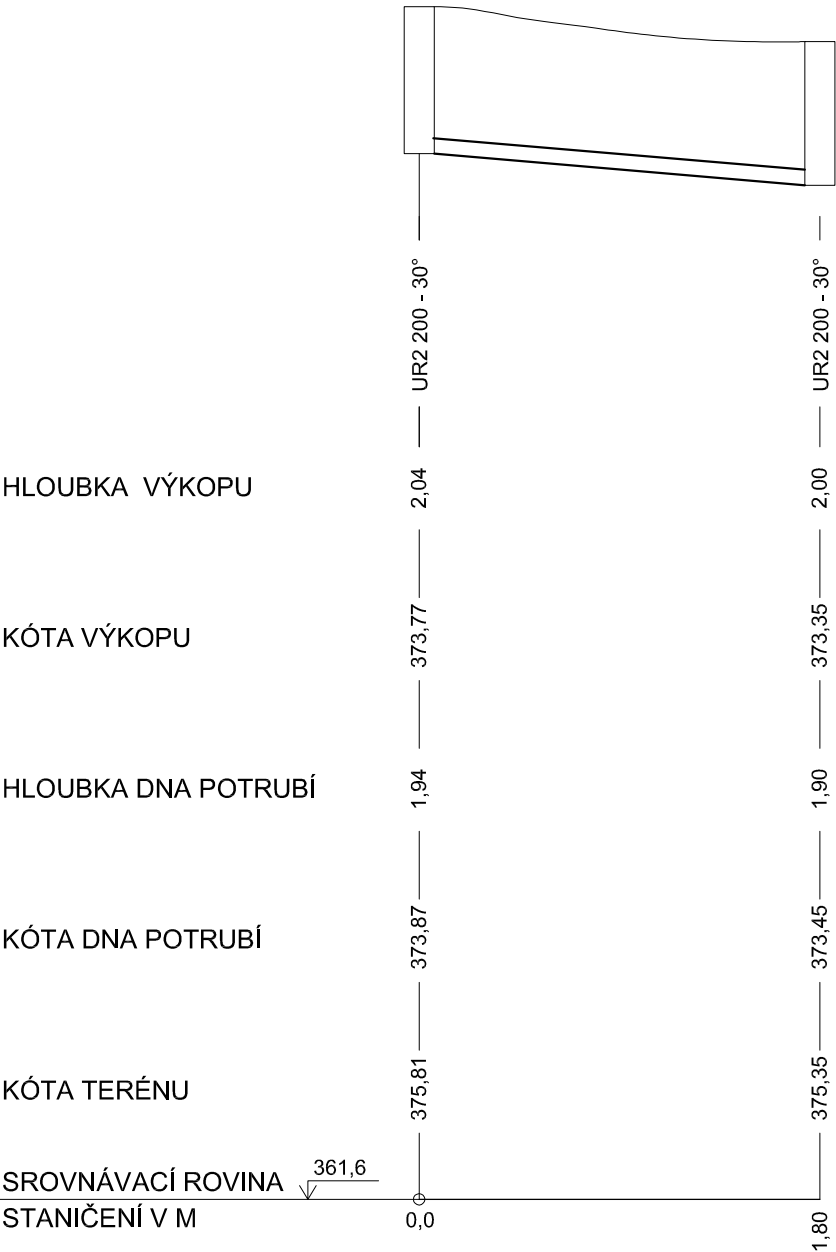 UR2 200 - 30° UR2 200 - 30°
HLOUBKA VÝKOPU 2,04 2,00
KÓTA VÝKOPU 373,77 373,35
HLOUBKA DNA POTRUBÍ 1,94 1,90
KÓTA DNA POTRUBÍ 373,87 373,45
KÓTA TERÉNU 375,81 375,35
SROVNÁVACÍ ROVINA 361,6
STANIČENÍ V M 0,0 1,80